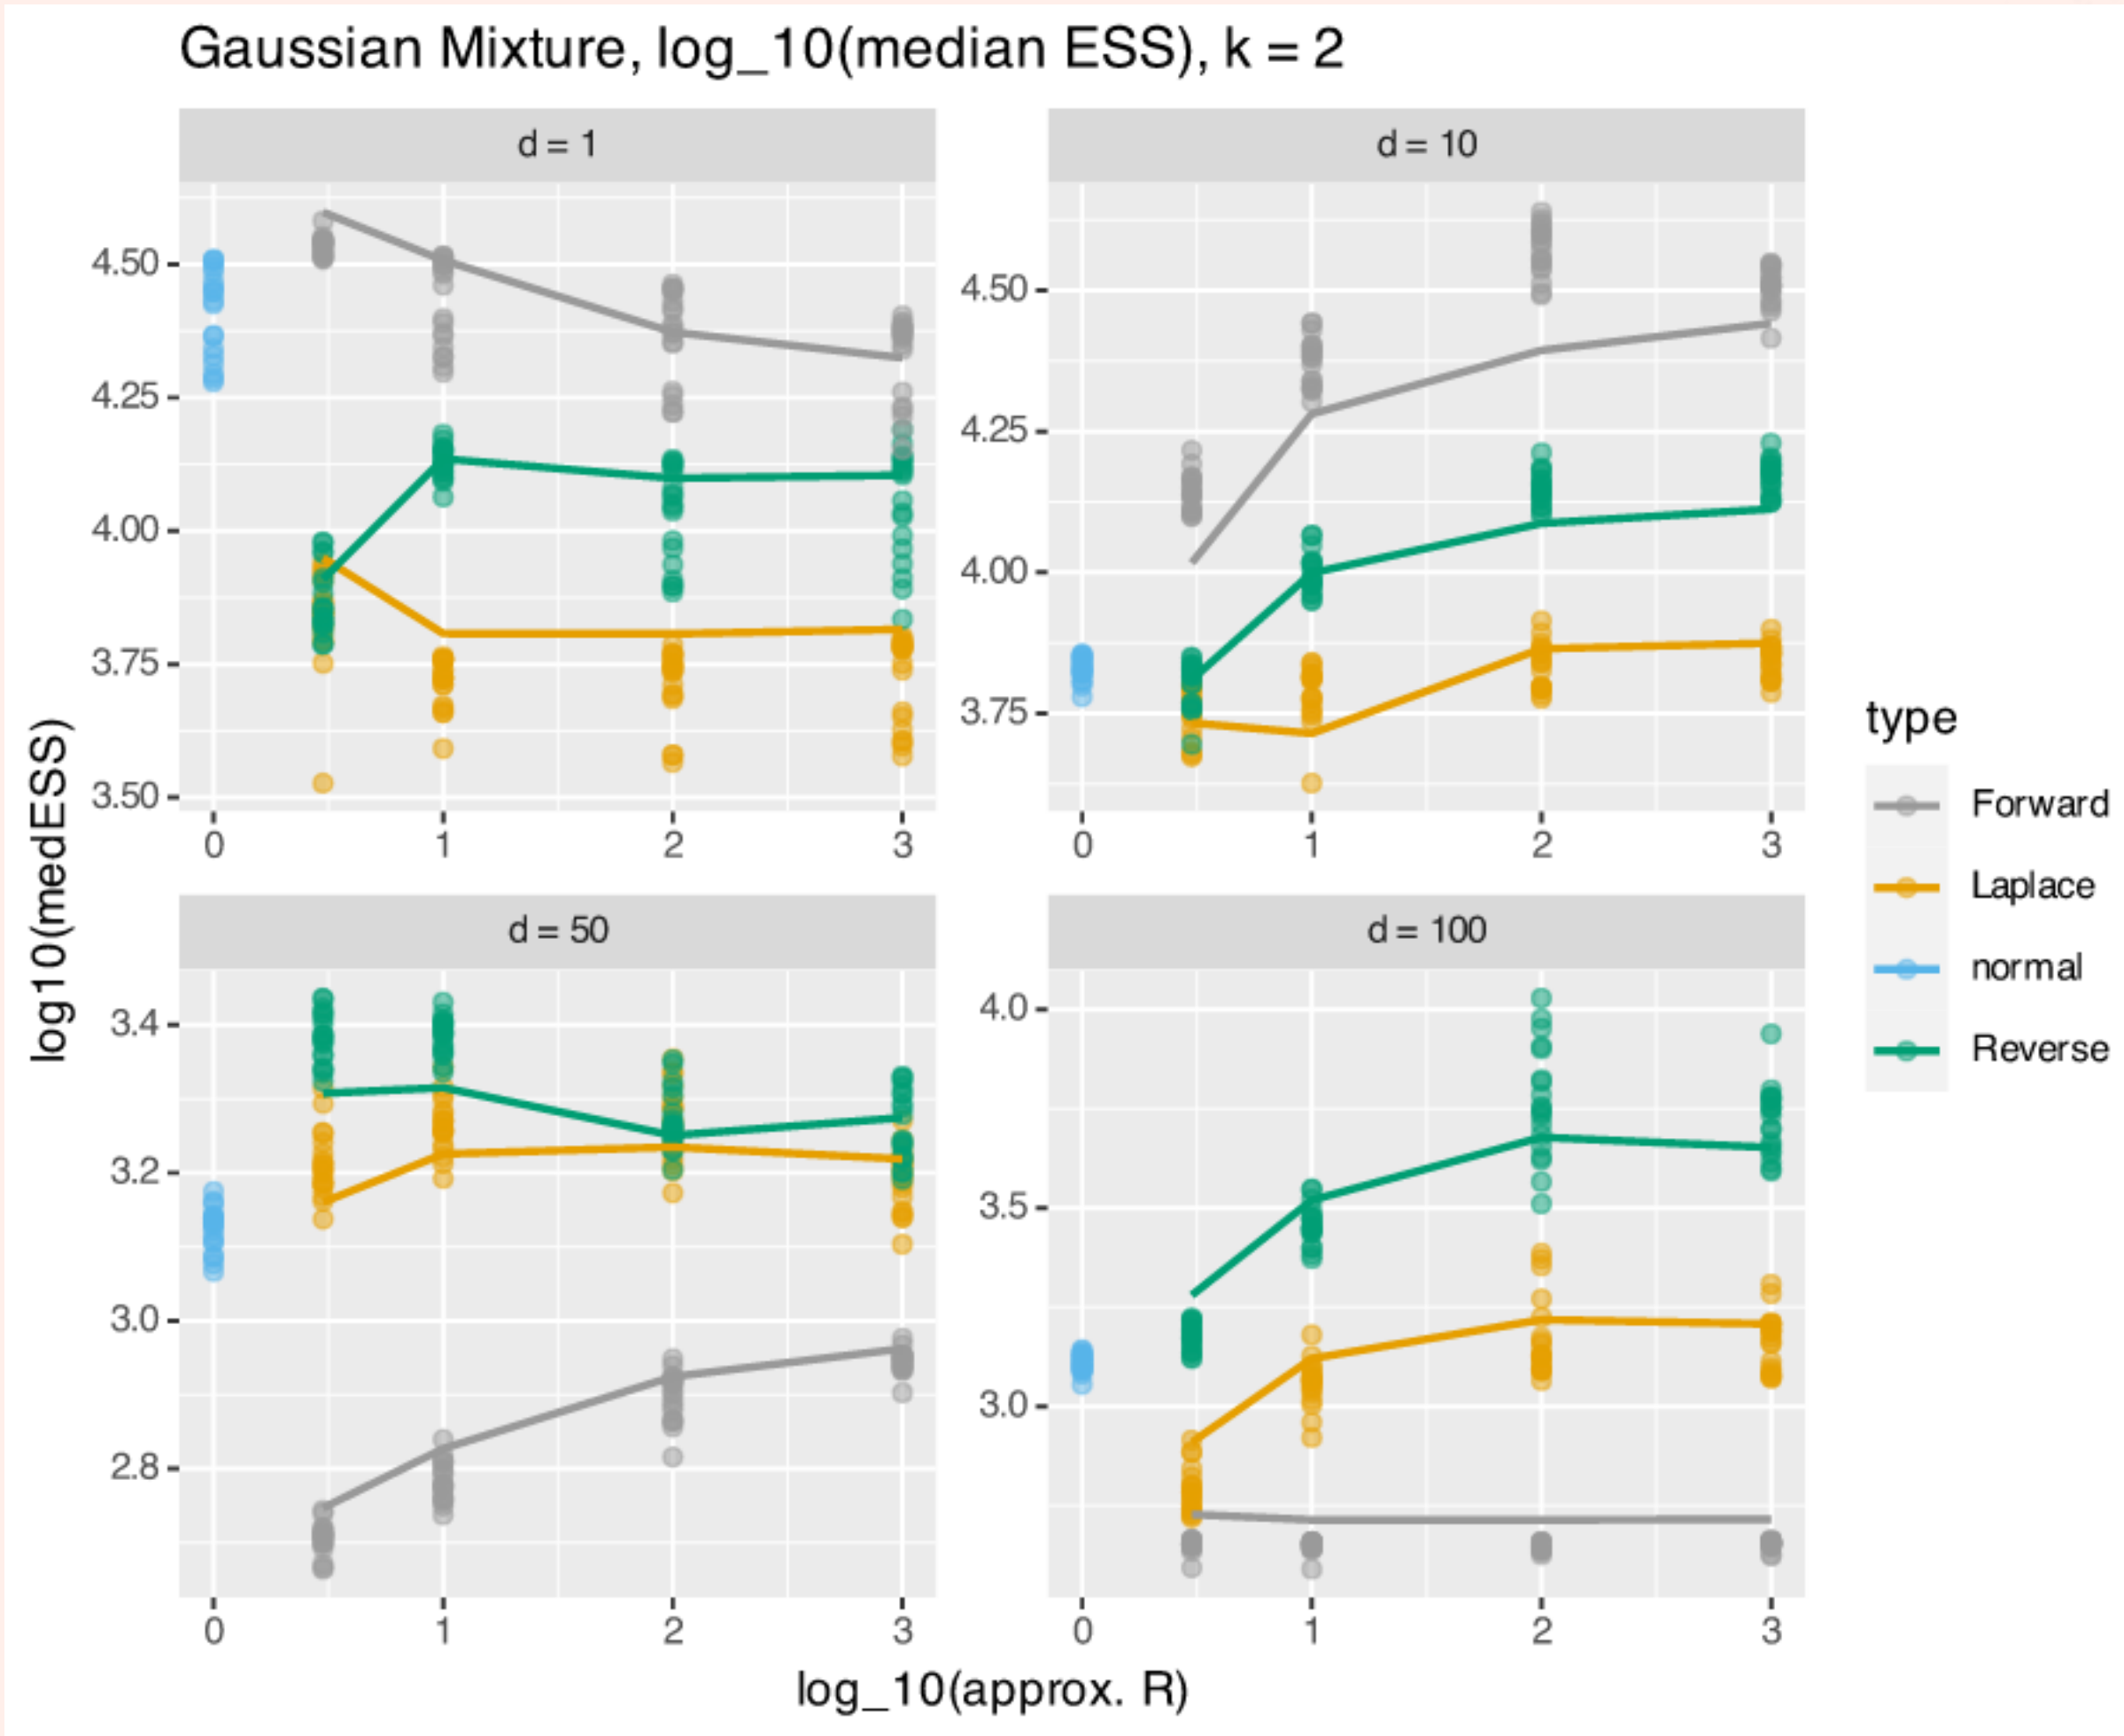 Gaussian Mixture, log_10(median ESS), k = 2
d = 1
d = 10
4.50
4.25
4.00
3.75
3.50
0 1 2 3
4.50
4.25
4.00
3.75
0 1 2 3
d = 50
d = 100
3.4
3.2
3.0
2.8
0 1 2 3
4.0
3.5
3.0
0 1 2 3
log10(medESS)
log_10(approx. R)
type
Forward
Laplace
normal
Reverse